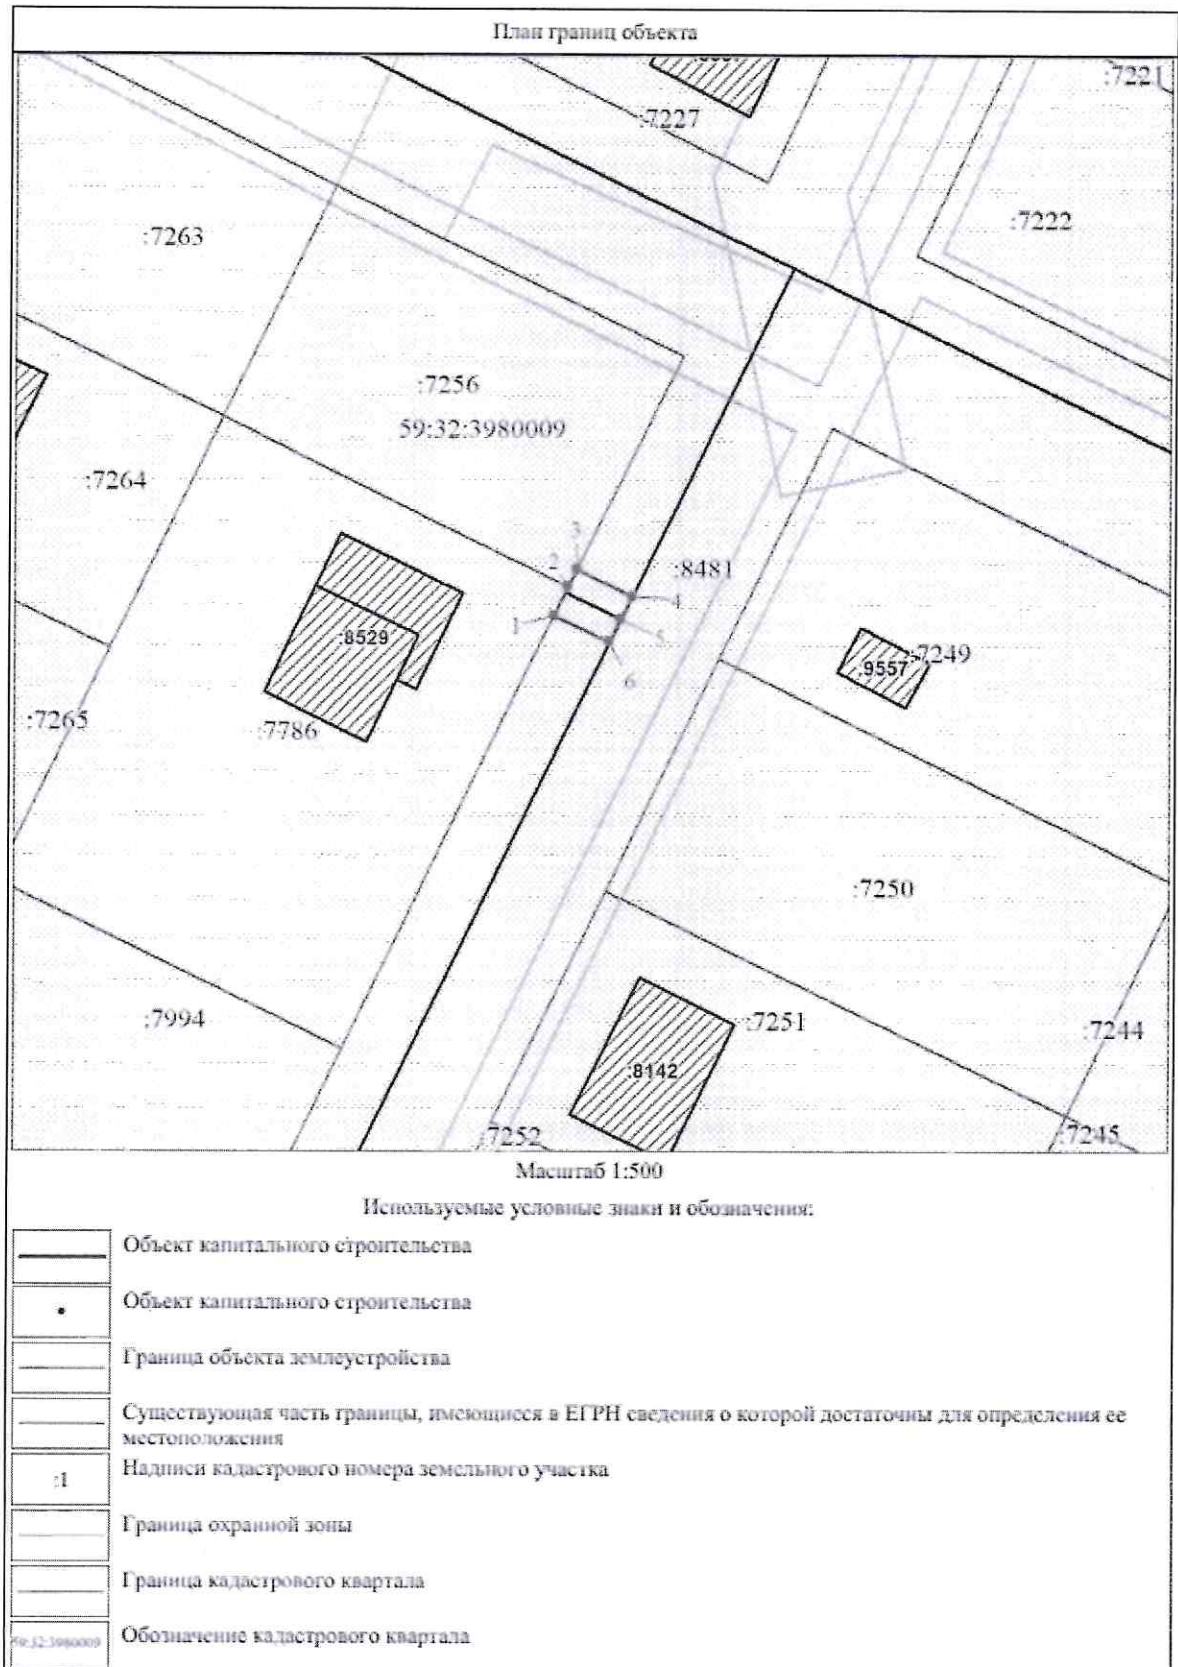 План границ объекта
:7221
:7227
:7222
:7263
:7256
59:32:3980009
:7264
3
2
:8481
4
1
5
:8529
:7249
:9557
6
:7265
:7786
:7250
:7994
:7251
:7244
:8142
:7252
:7245
Масштаб 1:500
Используемые условные знаки и обозначения:
Объект капитального строительства
Объект капитального строительства
Граница объекта землеустройства
Существующая часть границы, имеющиеся в ЕГРН сведения о которой достаточны для определения ее
местоположения
:1
Надписи кадастрового номера земельного участка
Граница охранной зоны
Граница кадастрового квартала
59:32:3980009
Обозначение кадастрового квартала